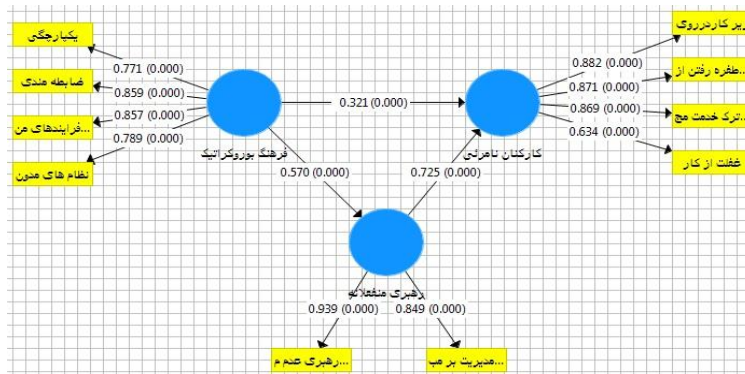 یکپارچگی
ضابطه مندی
...فرایندهای من
نظام های مدون
0.771 (0.000)
0.859 (0.000)
0.857 (0.000)
0.789 (0.000)
فرهنگ بوروکراتیک
0.321 (0.000)
0.570 (0.000)
0.725 (0.000)
کارکنان نامرئی
0.882 (0.000)
0.871 (0.000)
0.869 (0.000)
0.634 (0.000)
زیر کاردرروی
...طفره رفتن از
...ترک خدمت مج
غفلت از کار
رهبری منفعلانه
0.939 (0.000)
0.849 (0.000)
...رهبری عدم م
...مدیریت بر مب